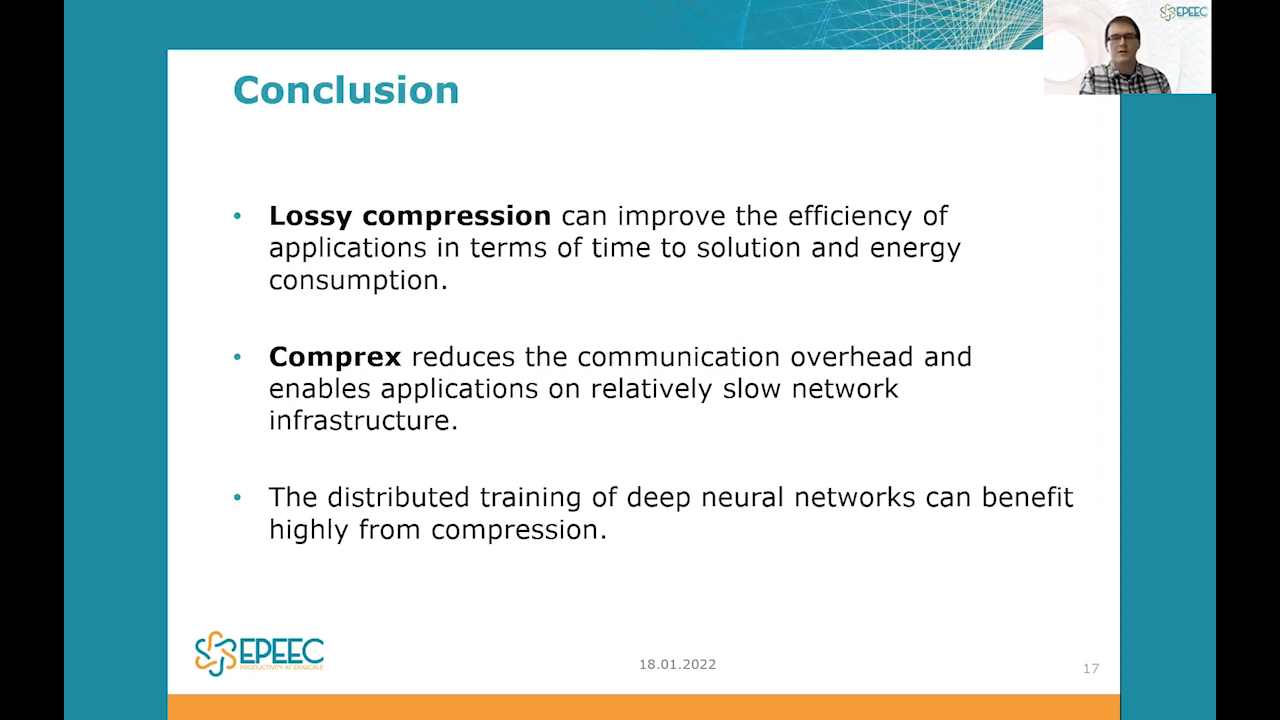 EPEEC
Conclusion
• Lossy compression can improve the efficiency of
applications in terms of time to solution and energy
consumption.
• Comprex reduces the communication overhead and
enables applications on relatively slow network
infrastructure.
• The distributed training of deep neural networks can benefit
highly from compression.
EPEEC
PRODUCTIVITY AT EXASCALE
18.01.2022
17